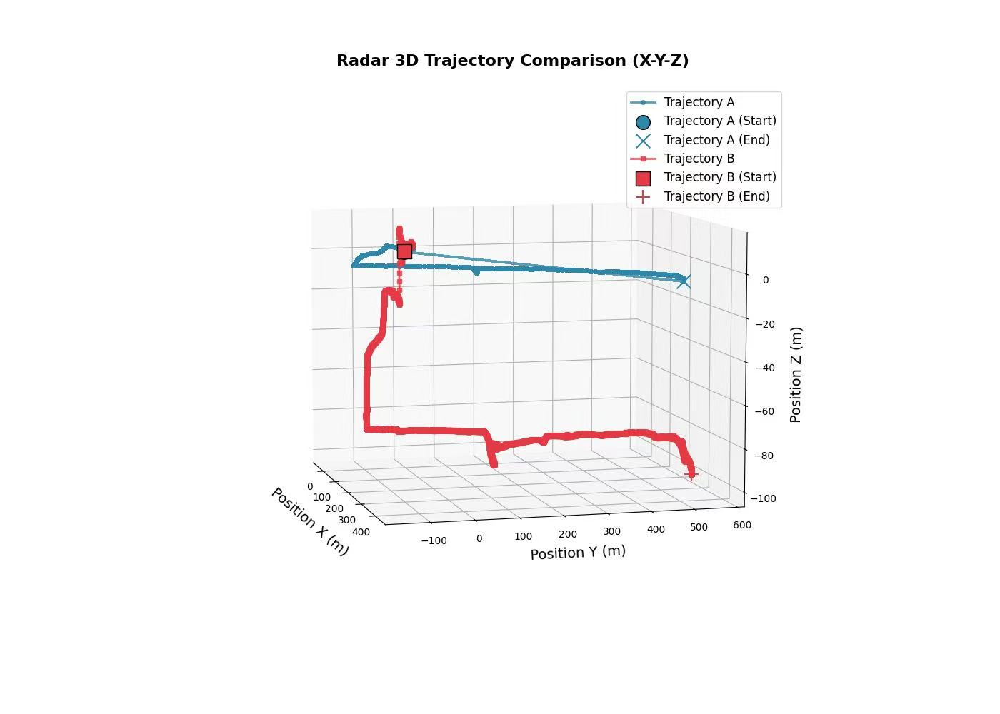 Radar 3D Trajectory Comparison (X-Y-Z)
Trajectory A
Trajectory A (Start)
Trajectory A (End)
Trajectory B
Trajectory B (Start)
Trajectory B (End)
0
−20
−40
−60
−80
−100
Position Z (m)
0
100
200
300
400
Position X (m)
−100
0
100
200
300
400
500
600
Position Y (m)